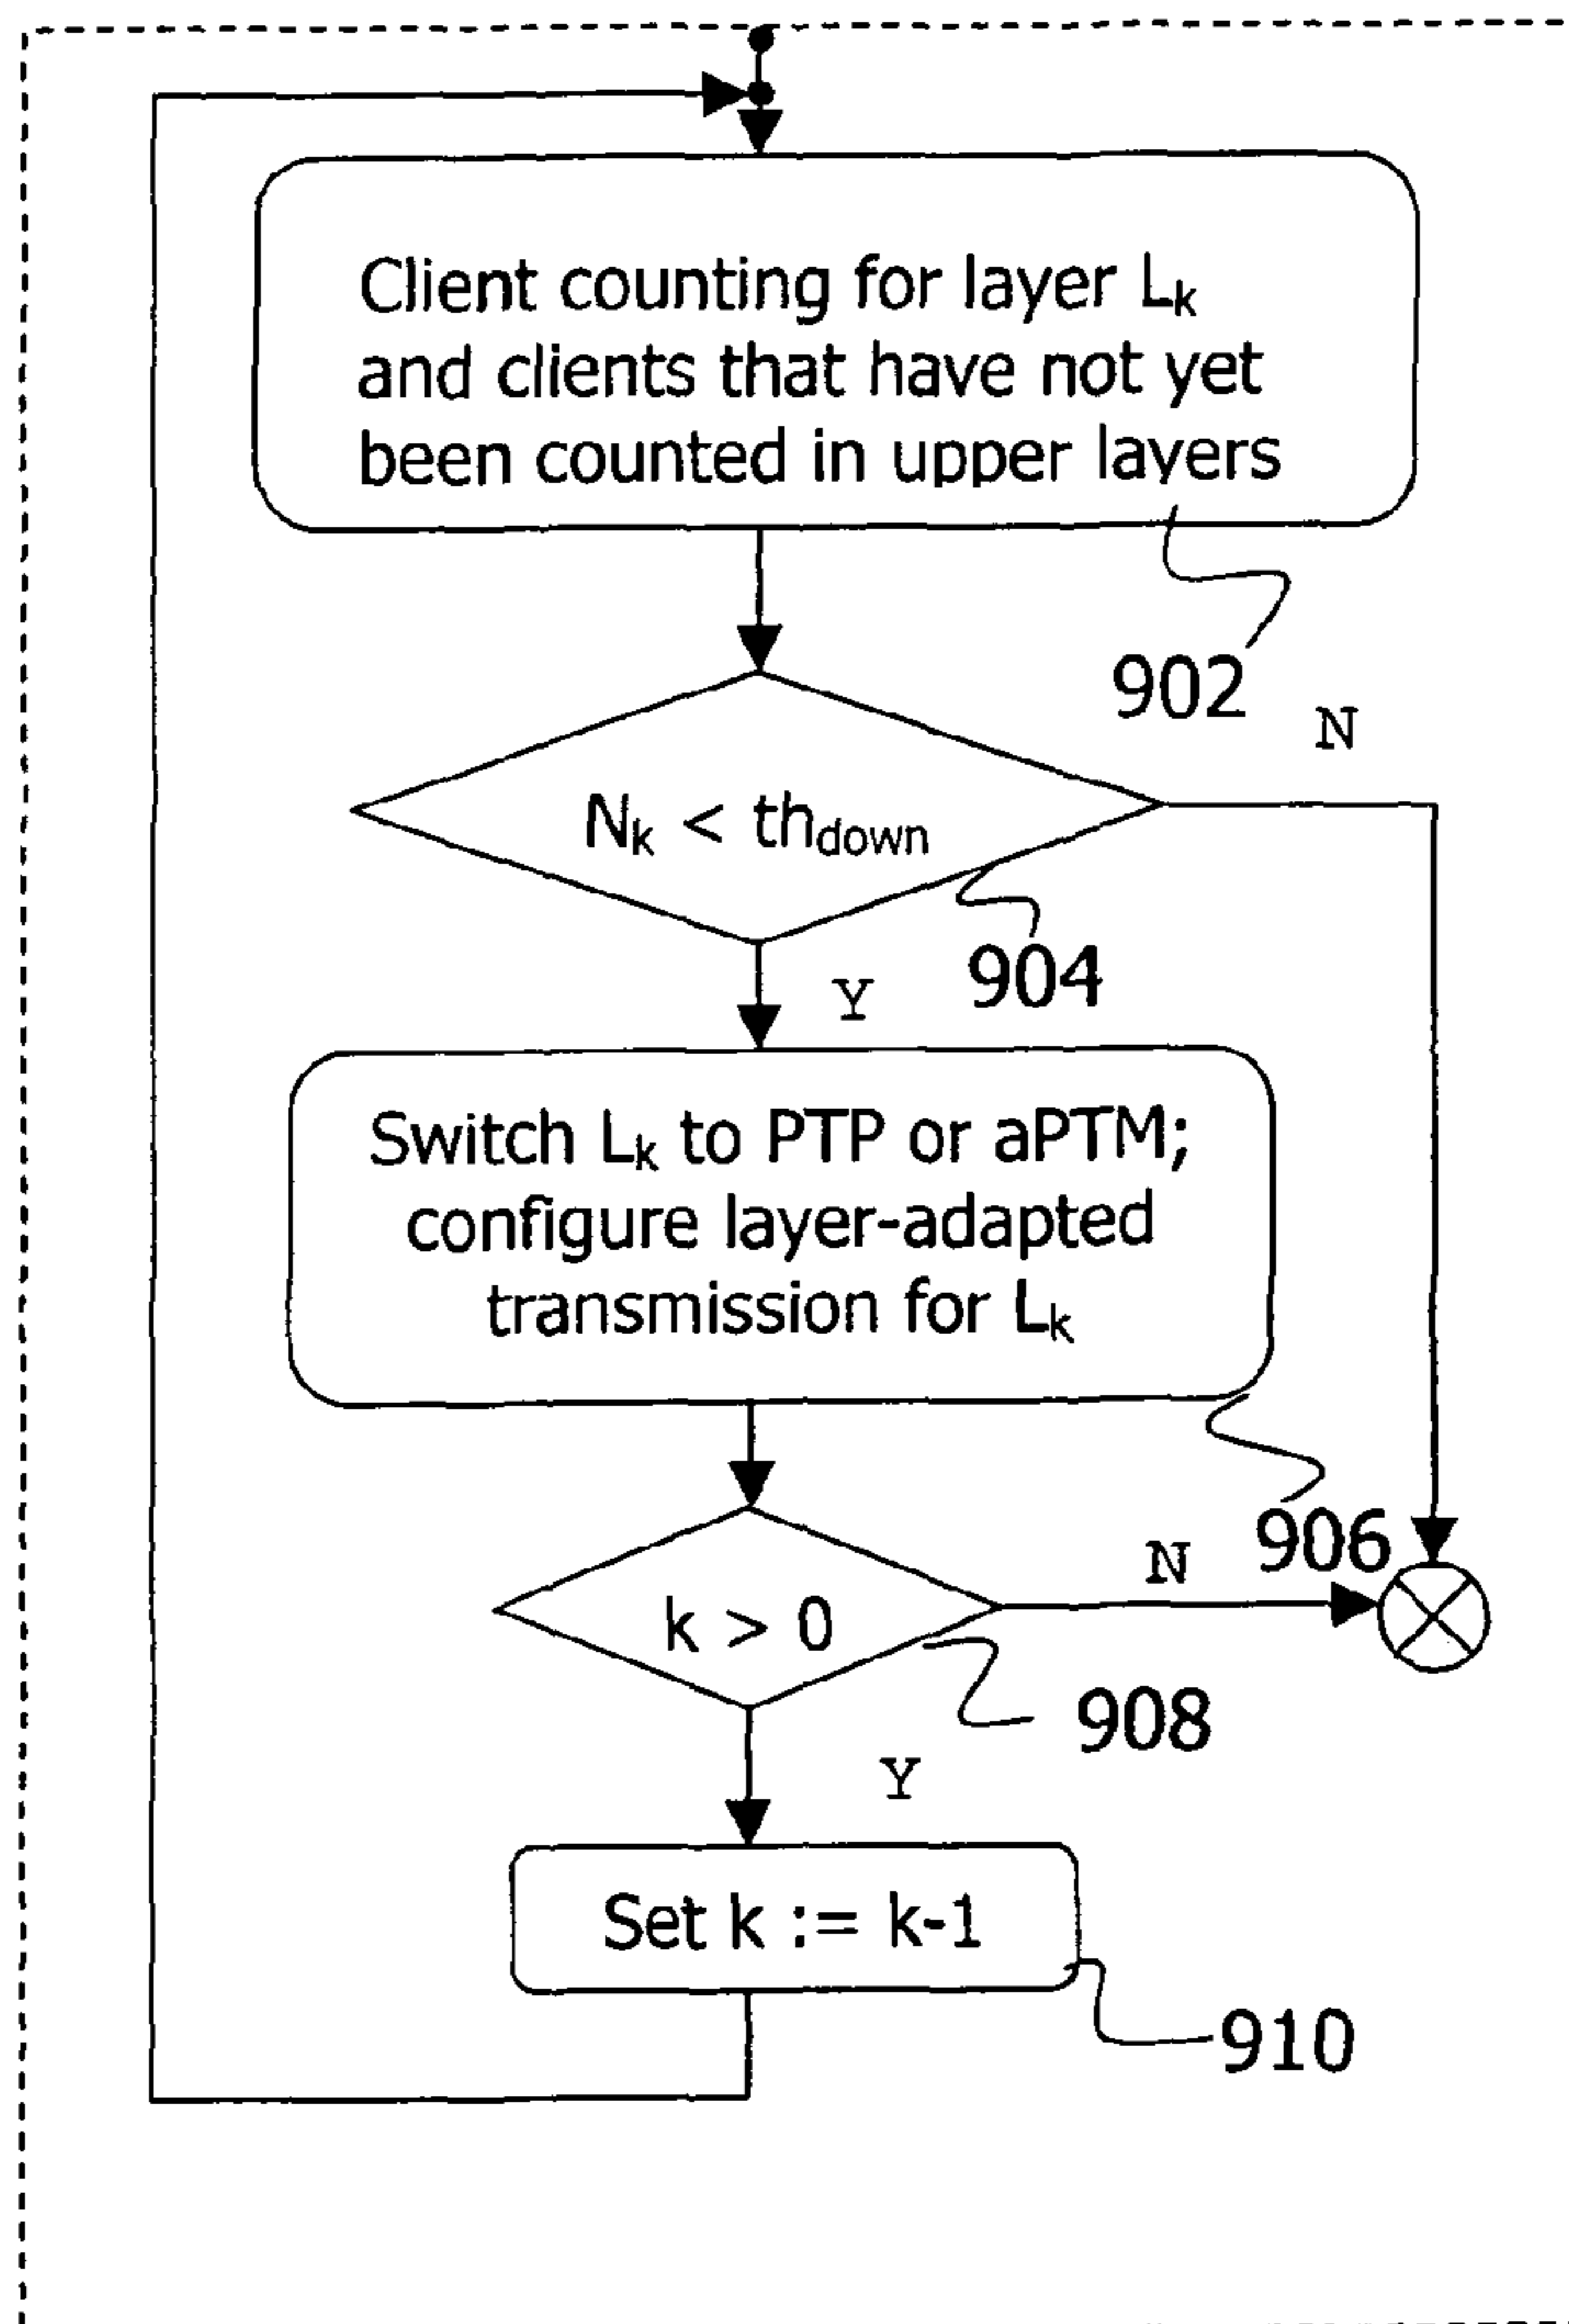 Client counting for layer Lk
and clients that have not yet
been counted in upper layers
902
N
Nk < thdown
904
Y
Switch Lk to PTP or aPTM;
configure layer-adapted
transmission for Lk
906
N
k > 0
908
Y
Set k := k-1
910